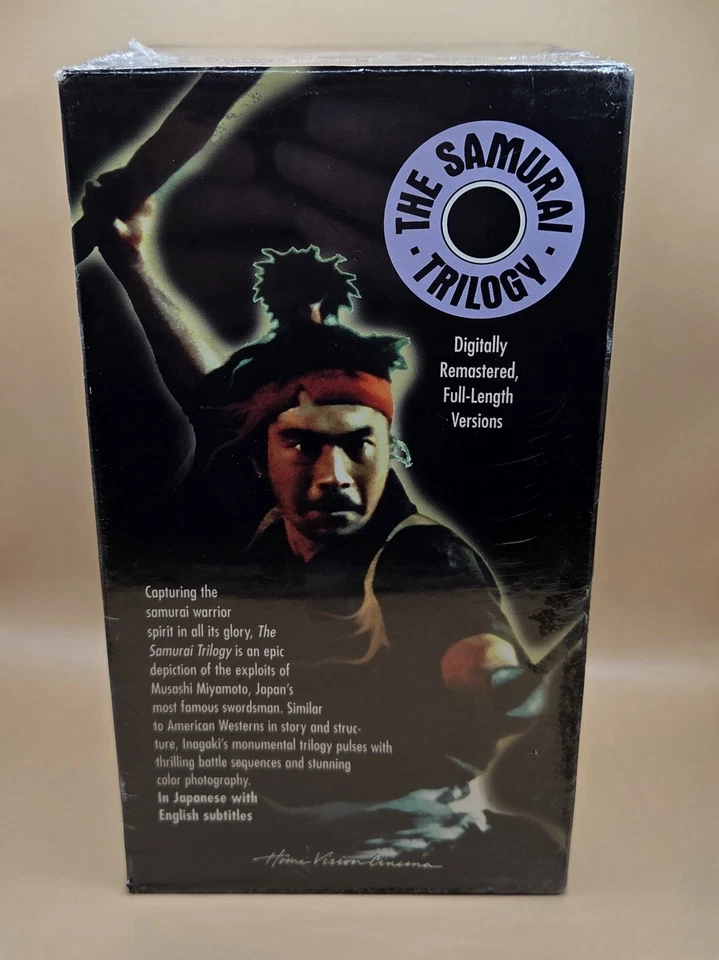 THE SAMURAI
· TRILOGY ·
Digitally
Remastered,
Full-Length
Versions
Capturing the
samurai warrior
spirit in all its glory, The
Samurai Trilogy is an epic
depiction of the exploits of
Musashi Miyamoto, Japan's
most famous swordsman. Similar
to American Westerns in story and struc-
ture, Inagaki's monumental trilogy pulses with
thrilling battle sequences and stunning
color photography.
In Japanese with
English subtitles
Home Vision Cinema